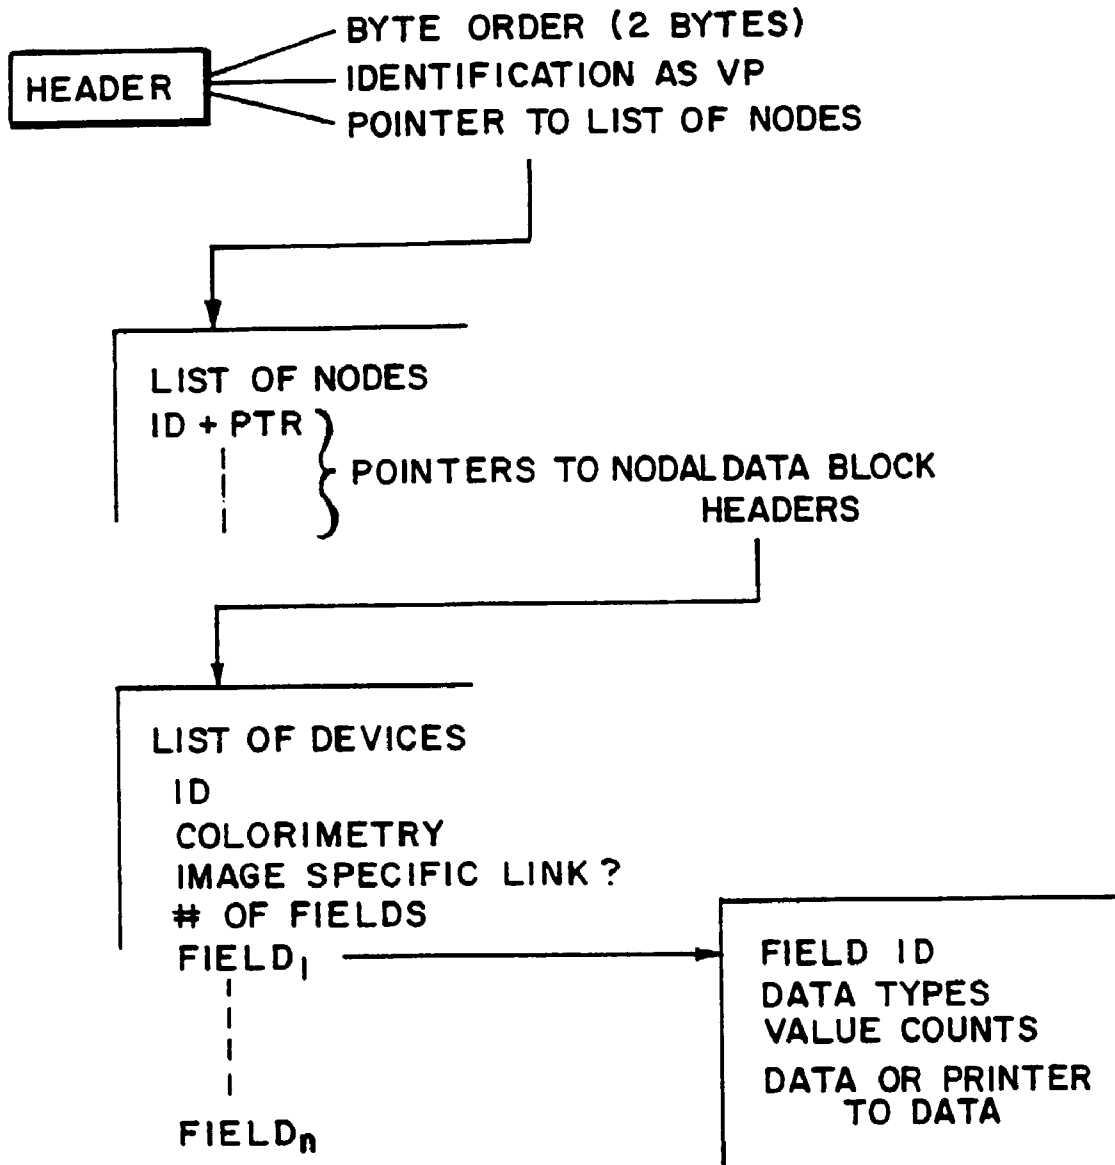 HEADER
BYTE ORDER (2 BYTES)
IDENTIFICATION AS VP
POINTER TO LIST OF NODES
LIST OF NODES
ID + PTR
POINTERS TO NODAL DATA BLOCK
HEADERS
LIST OF DEVICES
ID
COLORIMETRY
IMAGE SPECIFIC LINK?
# OF FIELDS
FIELD₁
FIELDₙ
FIELD ID
DATA TYPES
VALUE COUNTS
DATA OR PRINTER
TO DATA